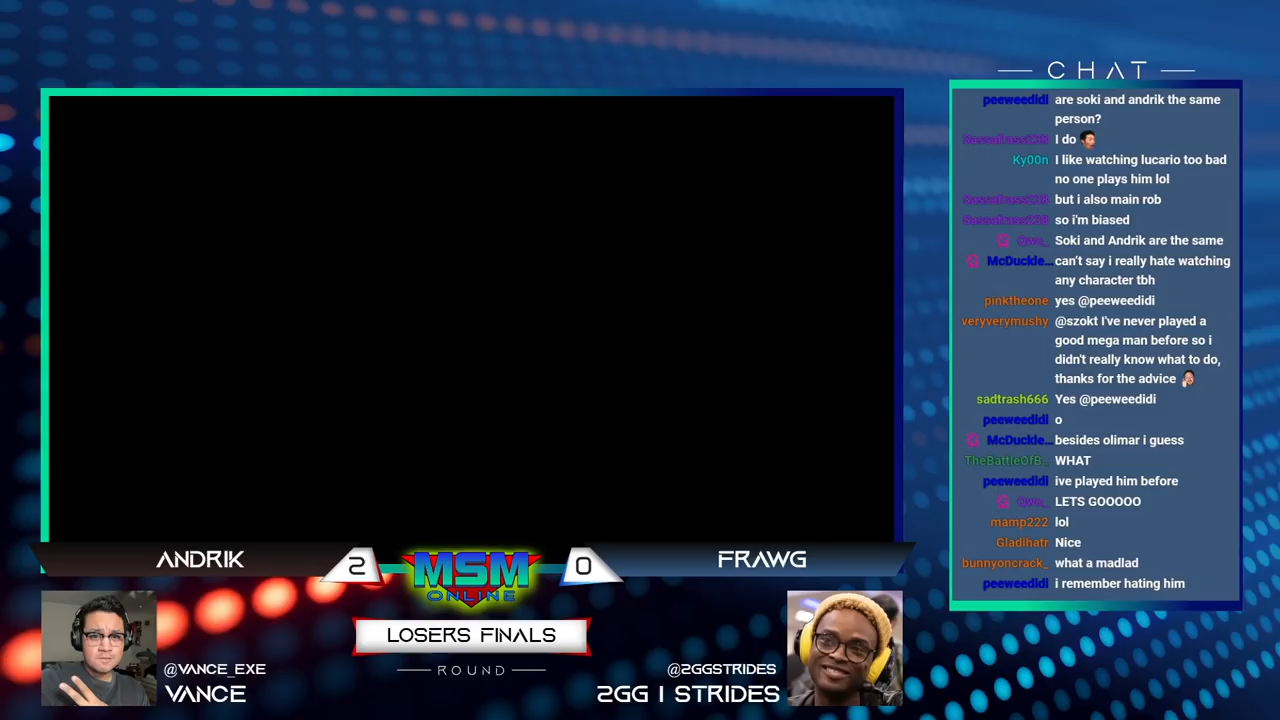 CHAT
peeweedidi are soki and andrik the same
person?
Sassafrass238 I do
Ky00n I like watching lucario too bad
no one plays him lol
Sassafrass238 but i also main rob
Sassafrass238 so i'm biased
Soki and Andrik are the same
McDuckle... can't say i really hate watching
any character tbh
pinktheone yes @peeweedidi
veryverymushy @szokt I've never played a
good mega man before so i
didn't really know what to do,
thanks for the advice
sadtrash666 Yes @peeweedidi
peeweedidi o
McDuckle... besides olimar i guess
TheBattleOfB... WHAT
peeweedidi ive played him before
LETS GOOOOO
mamp222 lol
Gladihatr Nice
bunnyoncrack_ what a madlad
peeweedidi i remember hating him
ANDRIK 2 MSM ONLINE 0 FRAWG
LOSERS FINALS
ROUND
@VANCE_EXE
VANCE
@2GGSTRIDES
2GG | STRIDES